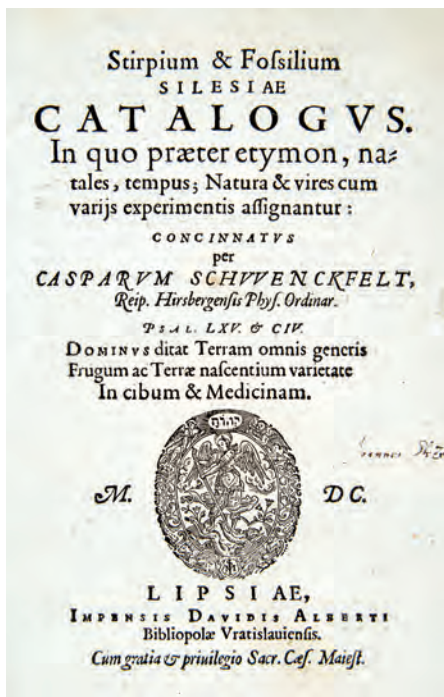 Stirpium & Foſsilium
SILESIAE
CATALOGVS.
In quo præter etymon, na⸗
tales, tempus; Natura & vires cum
varijs experimentis aſſignantur:
CONCINNATVS
per
CASPARVM SCHVVENCKFELT,
Reip. Hirsbergenſis Phyſ. Ordinar.
PSAL. LXV. & CIV.
DOMINVS ditat Terram omnis generis
Frugum ac Terræ naſcentium varietate
In cibum & Medicinam.
יהוה
M. DC.
LIPSIAE,
IMPENSIS DAVIDIS ALBERTI
Bibliopolæ Vratislauienſis.
Cum gratia & priuilegio Sacr. Cæſ. Maieſt.